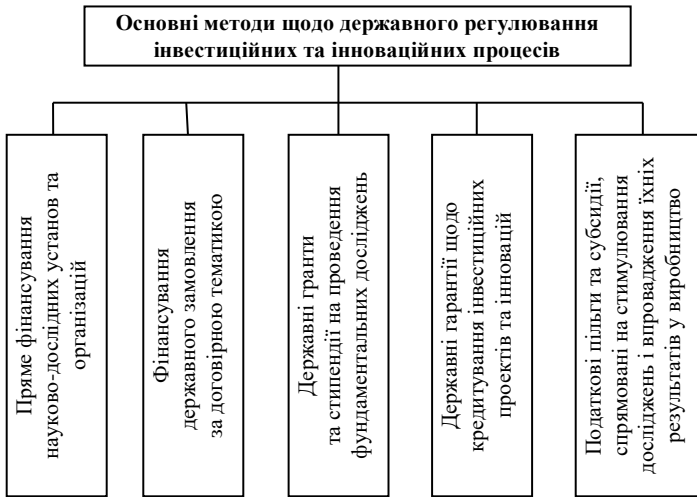 Основні методи щодо державного регулювання
інвестиційних та інноваційних процесів
Пряме фінансування
науково-дослідних установ та
організацій
Фінансування
державного замовлення
за договірною тематикою
Державні гранти
та стипендії на проведення
фундаментальних досліджень
Державні гарантії щодо
кредитування інвестиційних
проектів та інновацій
Податкові пільги та субсидії,
спрямовані на стимулювання
досліджень і впровадження їхніх
результатів у виробництво